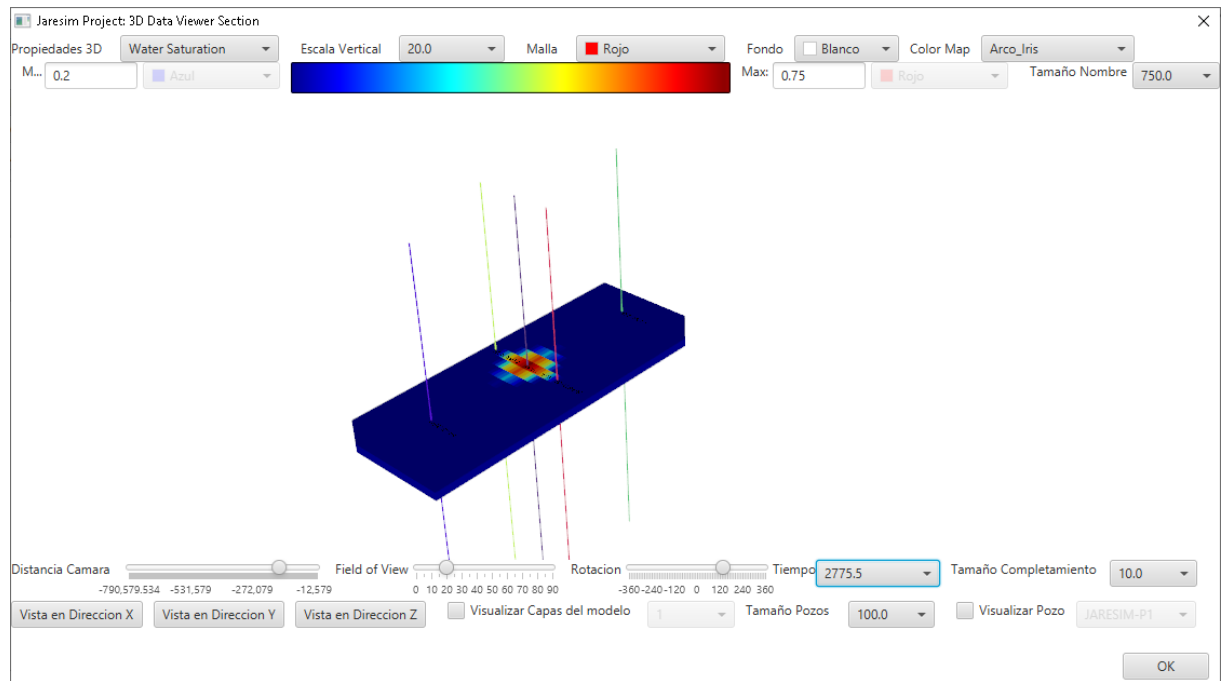 Jaresim Project: 3D Data Viewer Section
Propiedades 3D Water Saturation Escala Vertical 20.0 Malla Rojo Fondo Blanco Color Map Arco_Iris
M... 0.2 Azul Max: 0.75 Rojo Tamaño Nombre 750.0
Distancia Camara Field of View Rotacion Tiempo 2775.5 Tamaño Completamiento 10.0
-790,579.534 -531,579 -272,079 -12,579 0 10 20 30 40 50 60 70 80 90 -360-240-120 0 120 240 360
Vista en Direccion X Vista en Direccion Y Vista en Direccion Z Visualizar Capas del modelo 1 Tamaño Pozos 100.0 Visualizar Pozo JARESIM-P1
OK